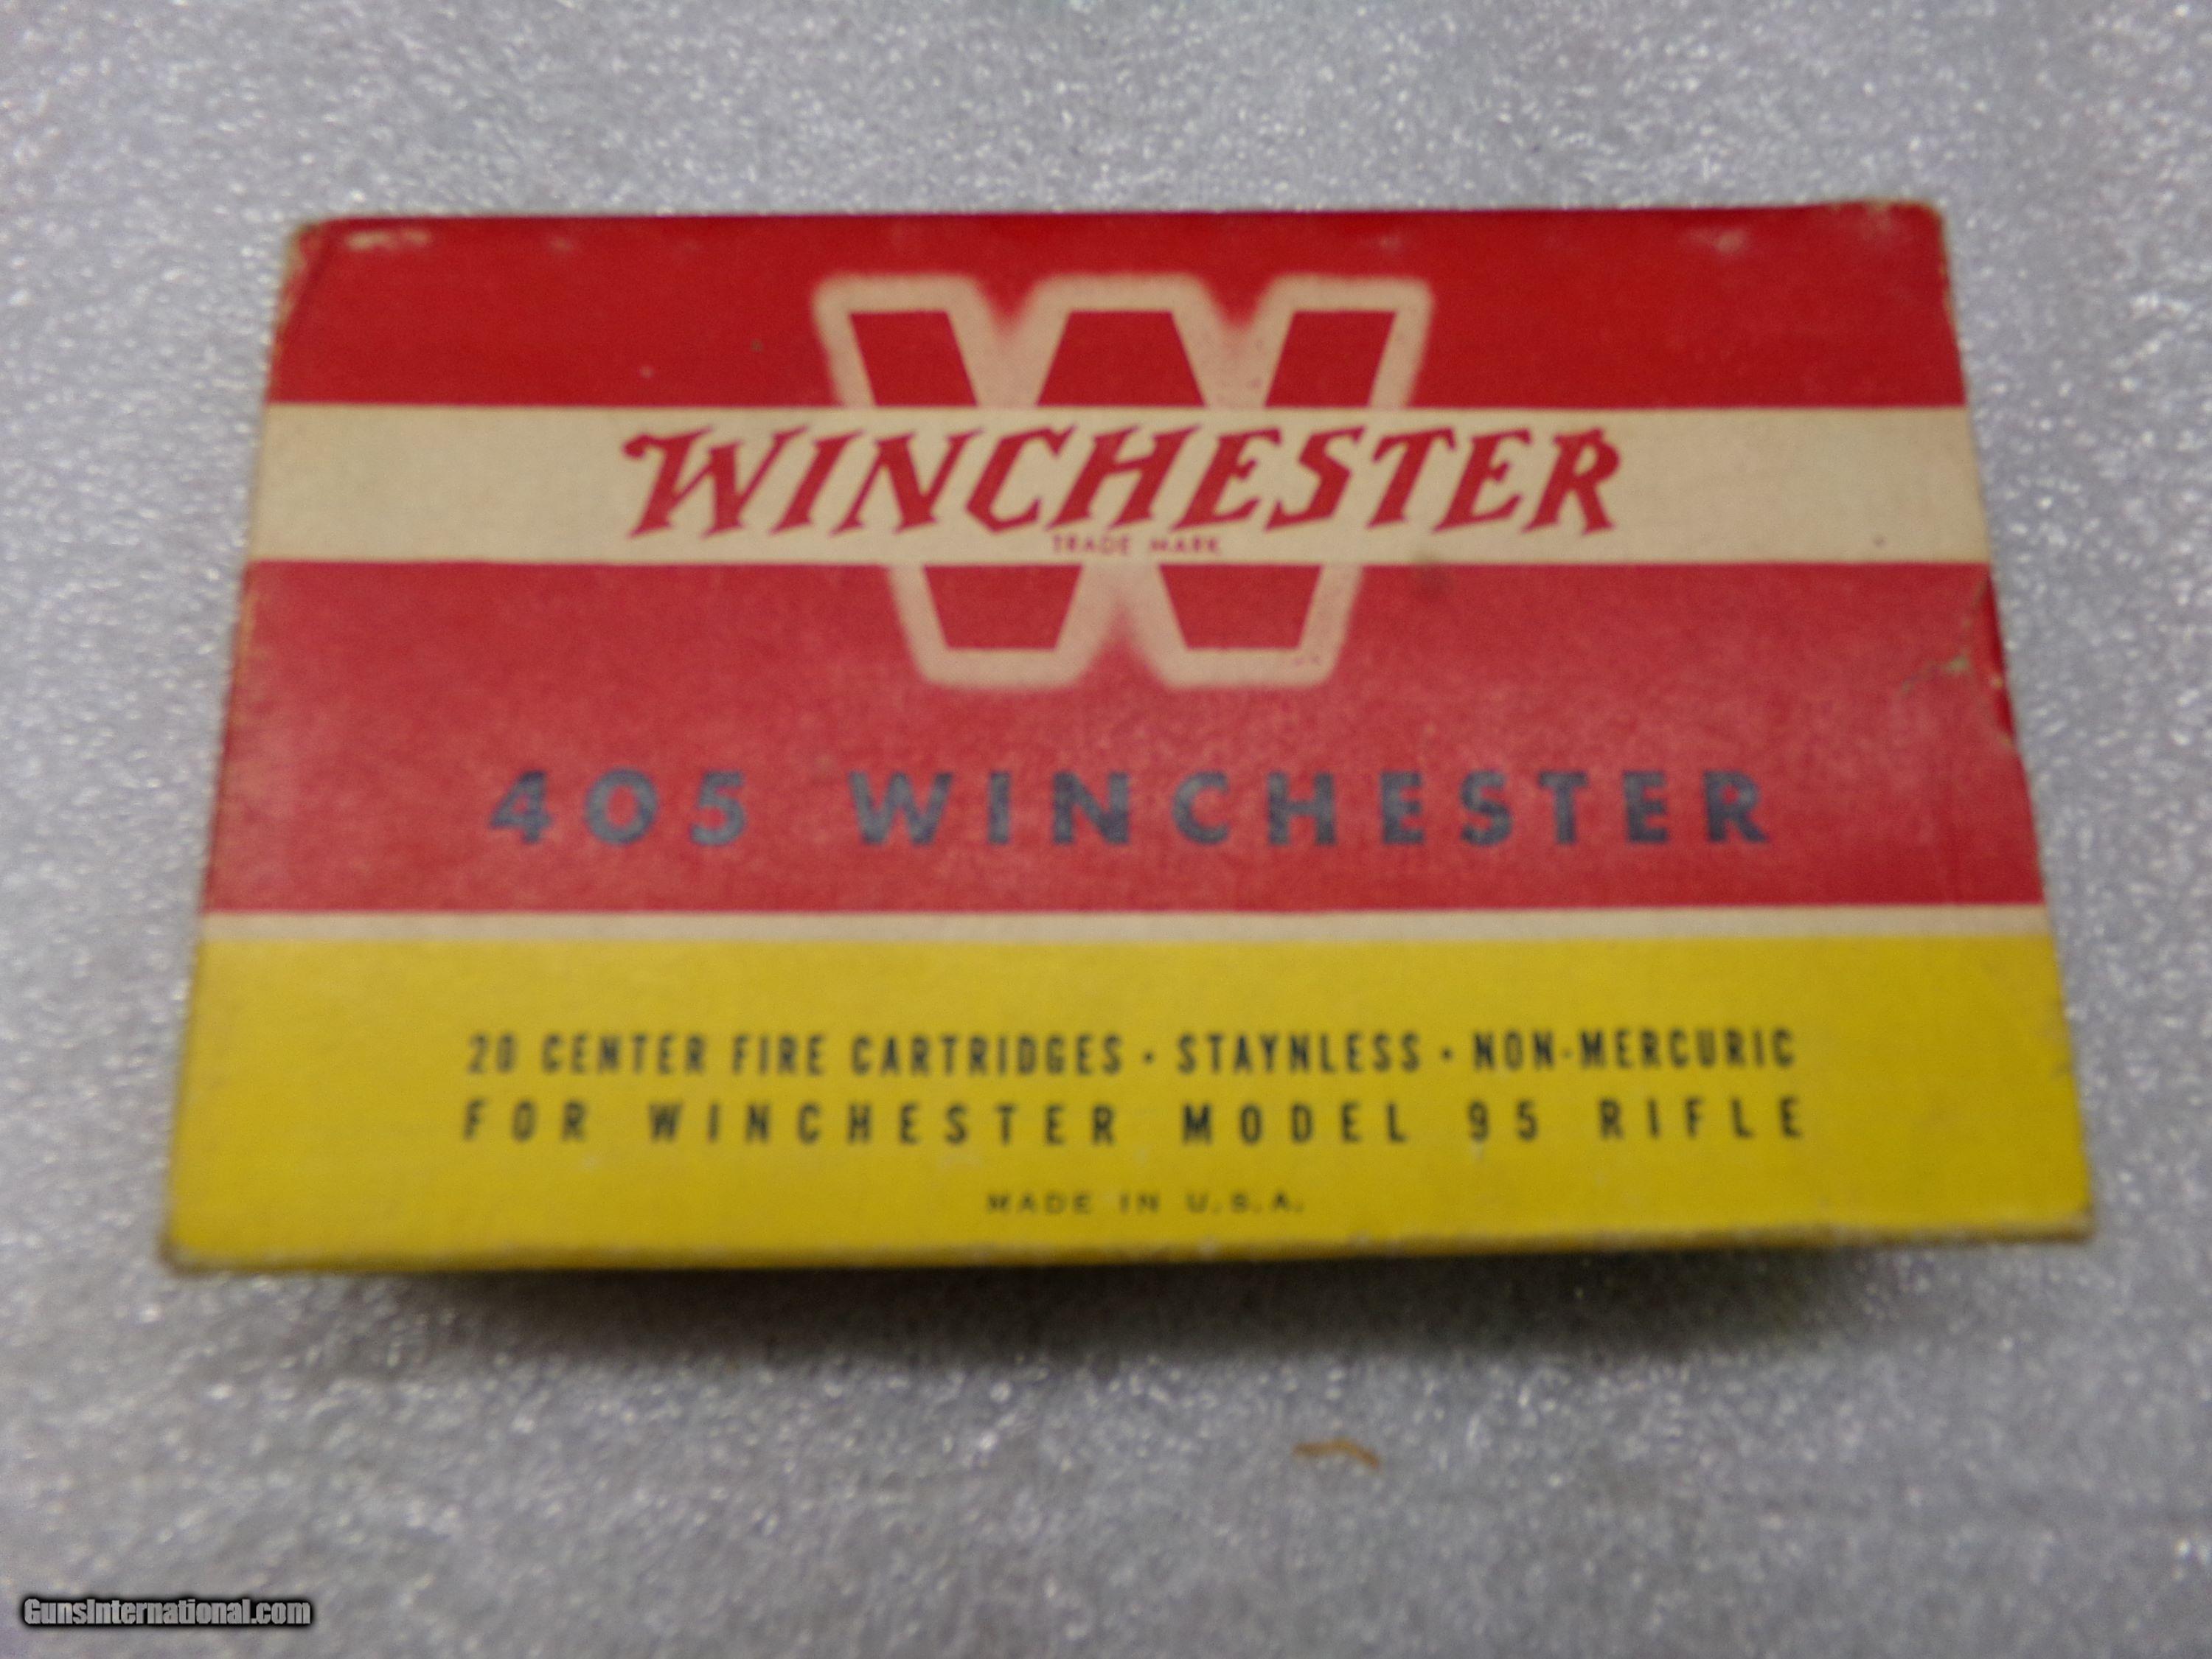 WINCHESTER
TRADE MARK
405 WINCHESTER
20 CENTER FIRE CARTRIDGES · STAYNLESS · NON-MERCURIC
FOR WINCHESTER MODEL 95 RIFLE
MADE IN U.S.A.
GunsInternational.com